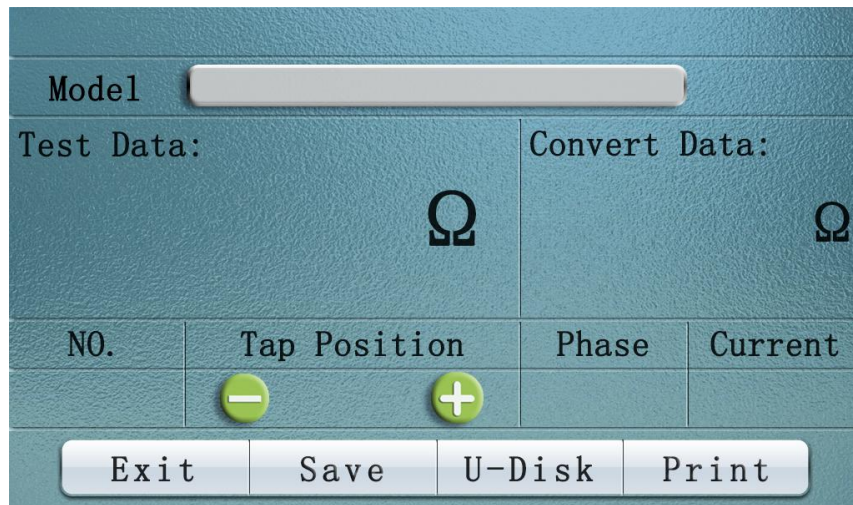 Model
Test Data: Convert Data:
Ω Ω
NO. Tap Position Phase Current
Exit Save U-Disk Print